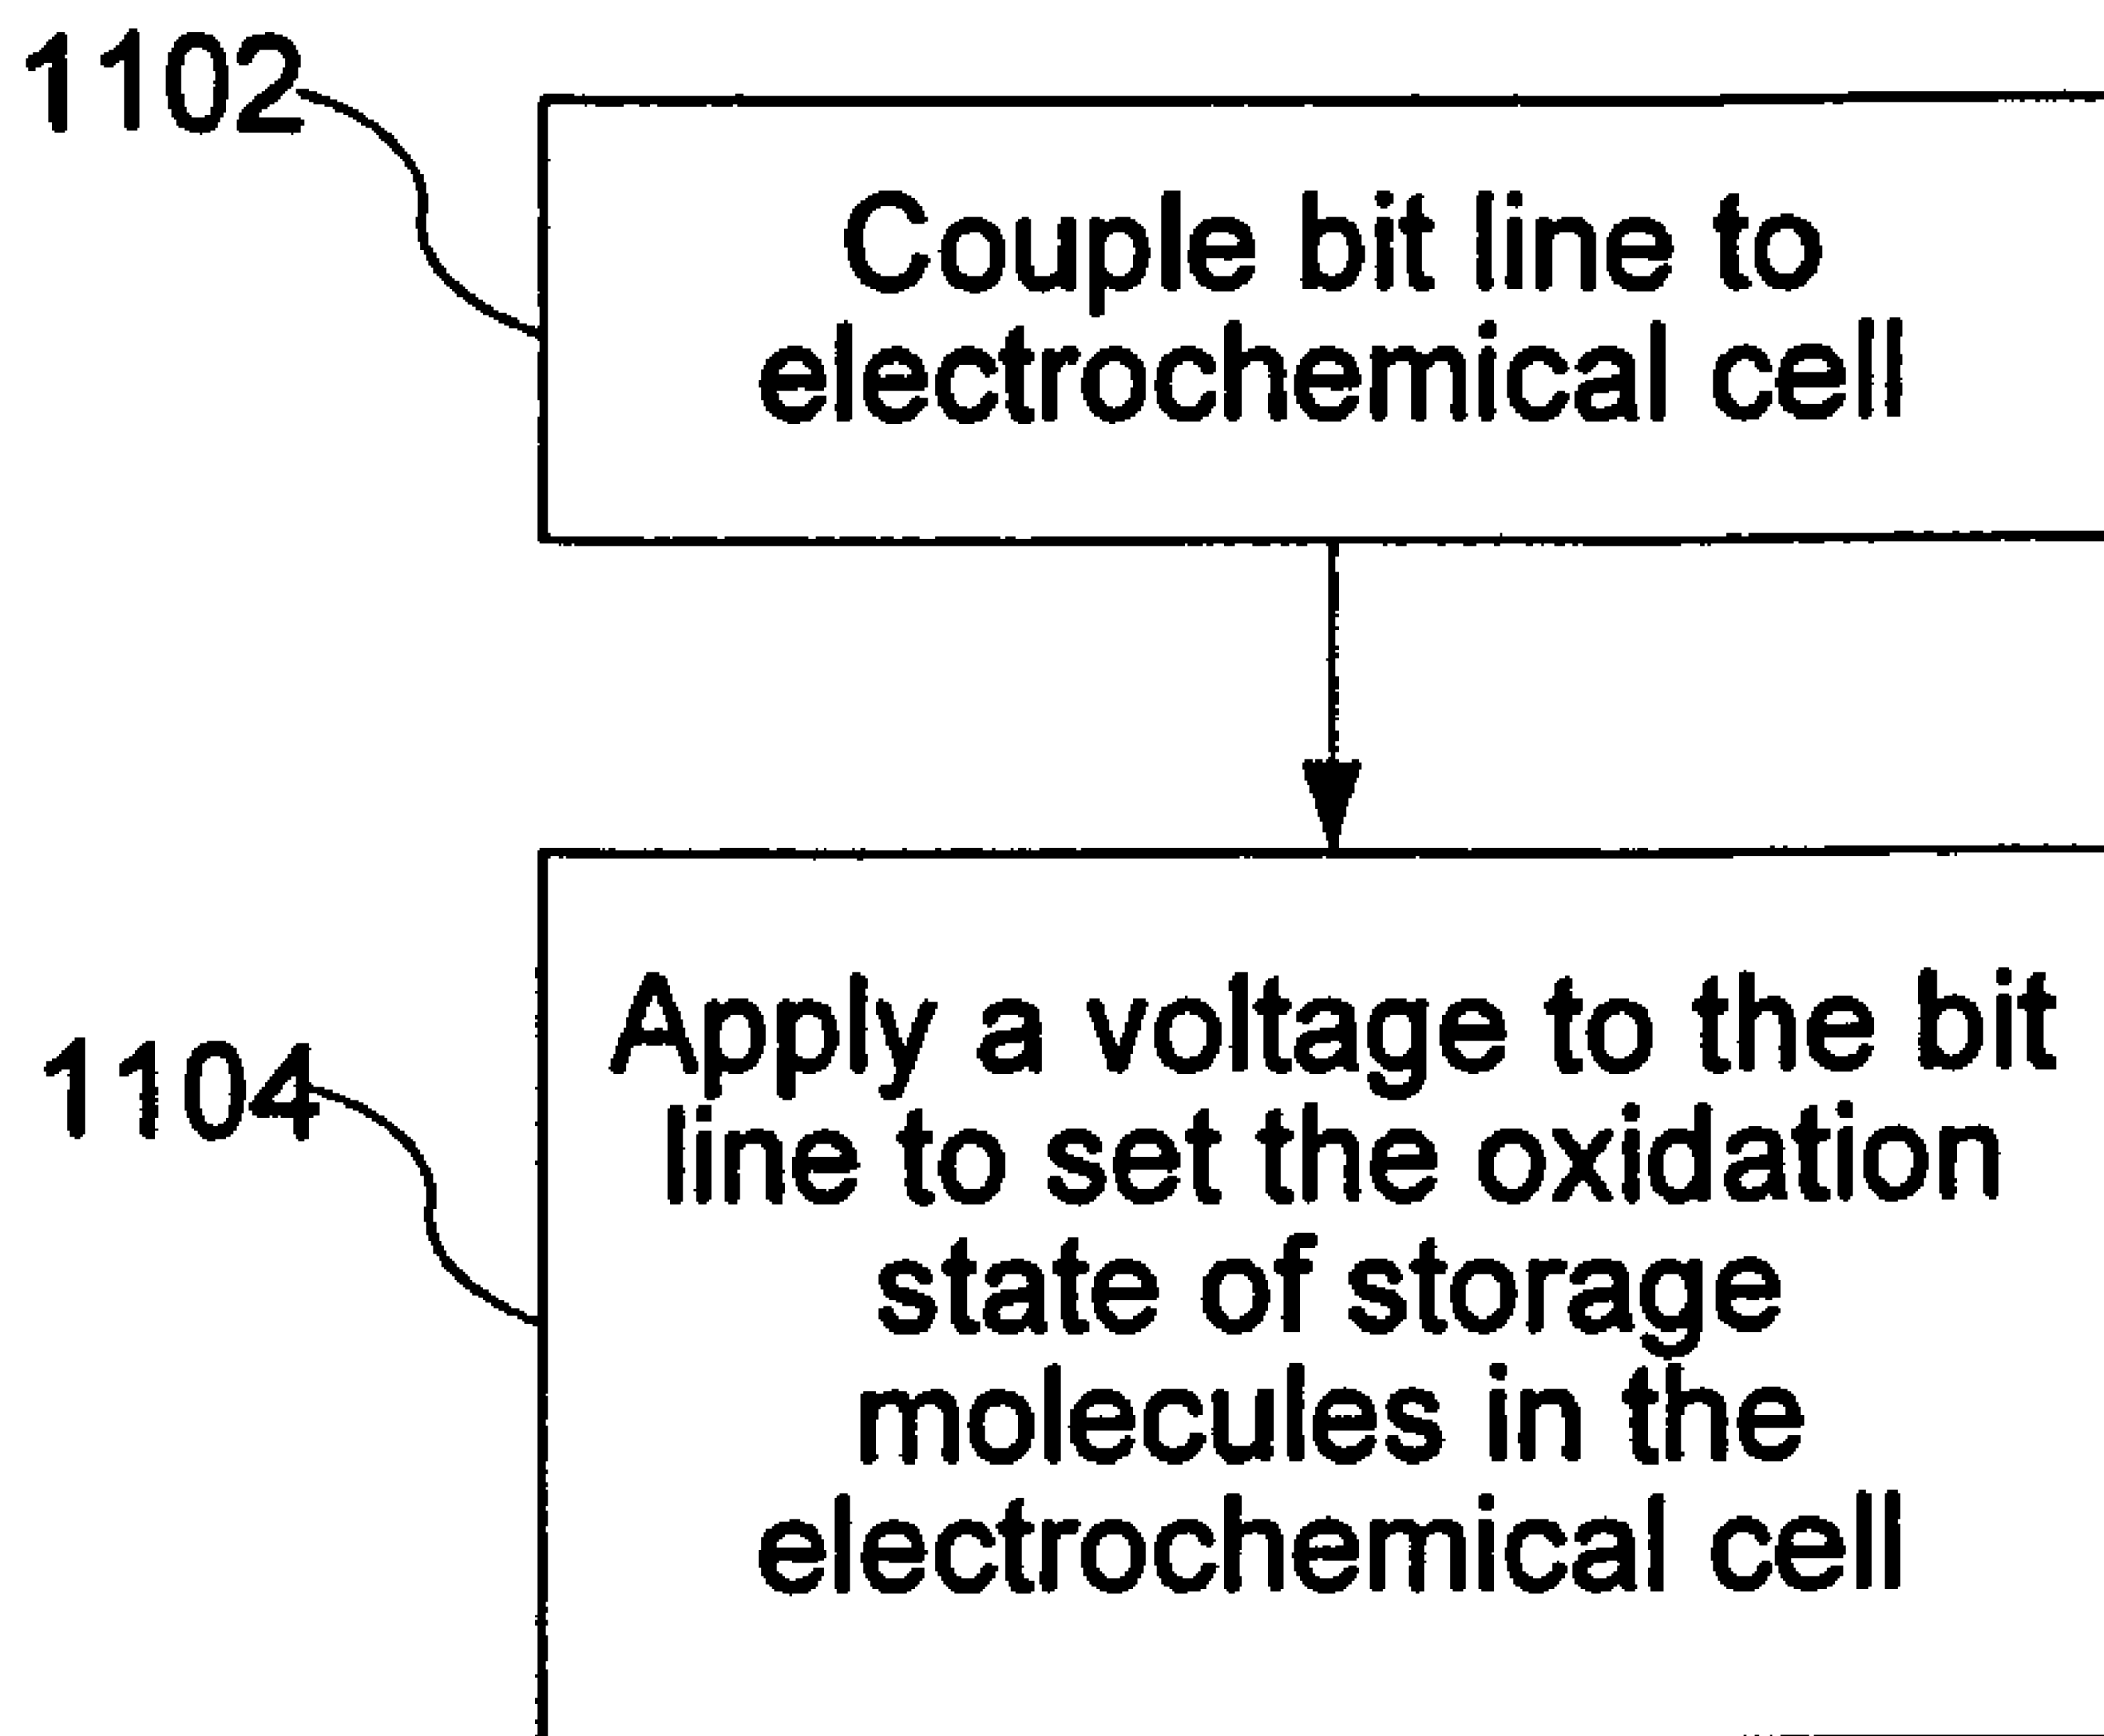 1102
Couple bit line to
electrochemical cell
1104
Apply a voltage to the bit
line to set the oxidation
state of storage
molecules in the
electrochemical cell